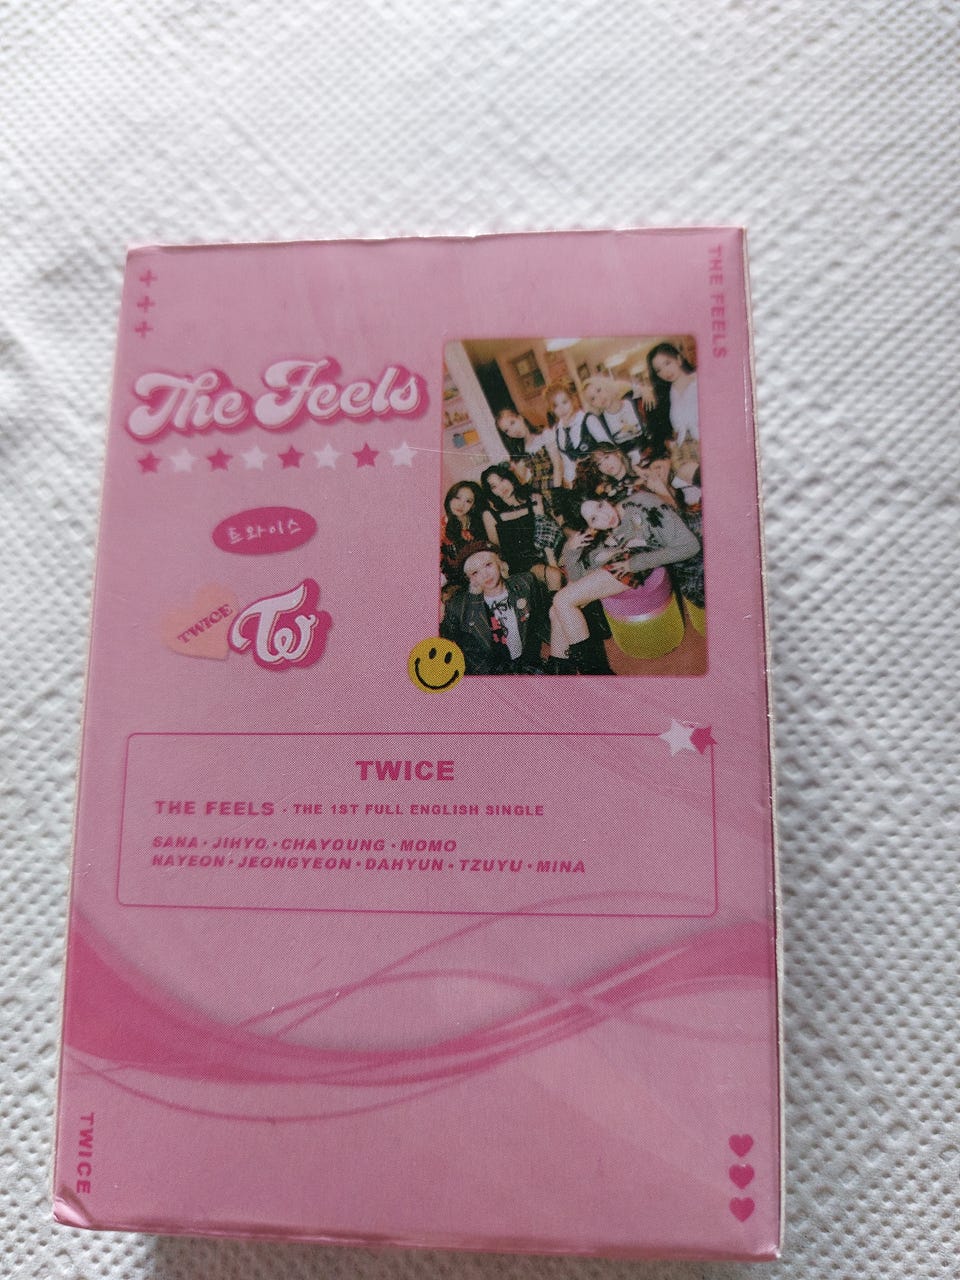 THE FEELS
The Feels
트와이스
TWICE
TW
TWICE
THE FEELS · THE 1ST FULL ENGLISH SINGLE
SANA · JIHYO · CHAYOUNG · MOMO
NAYEON · JEONGYEON · DAHYUN · TZUYU · MINA
TWICE